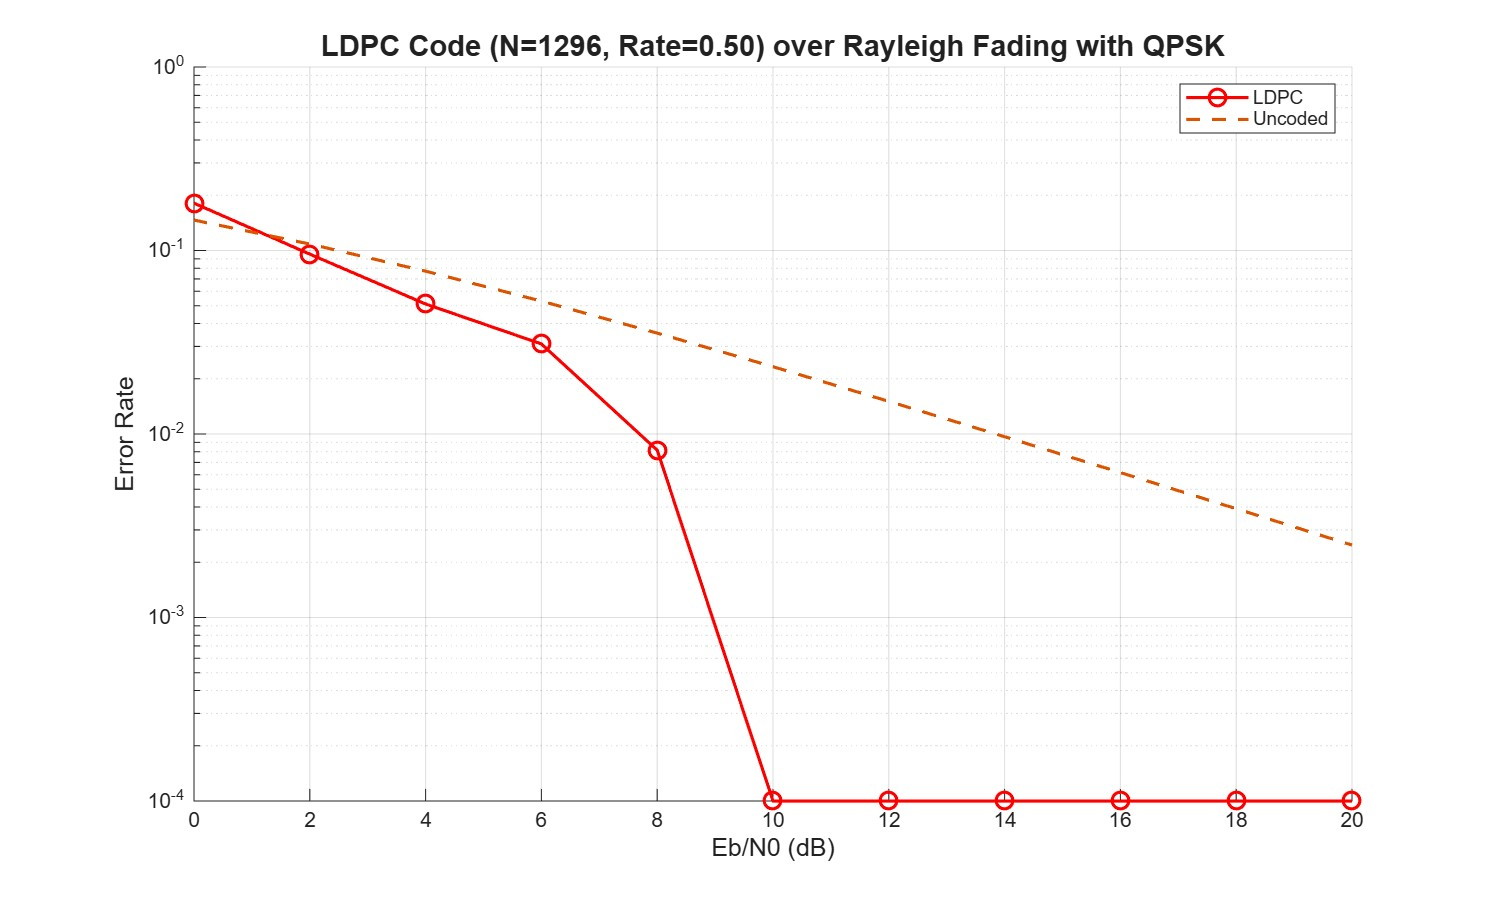 LDPC Code (N=1296, Rate=0.50) over Rayleigh Fading with QPSK
LDPC
Uncoded
Error Rate
10^0
10^-1
10^-2
10^-3
10^-4
0 2 4 6 8 10 12 14 16 18 20
Eb/N0 (dB)